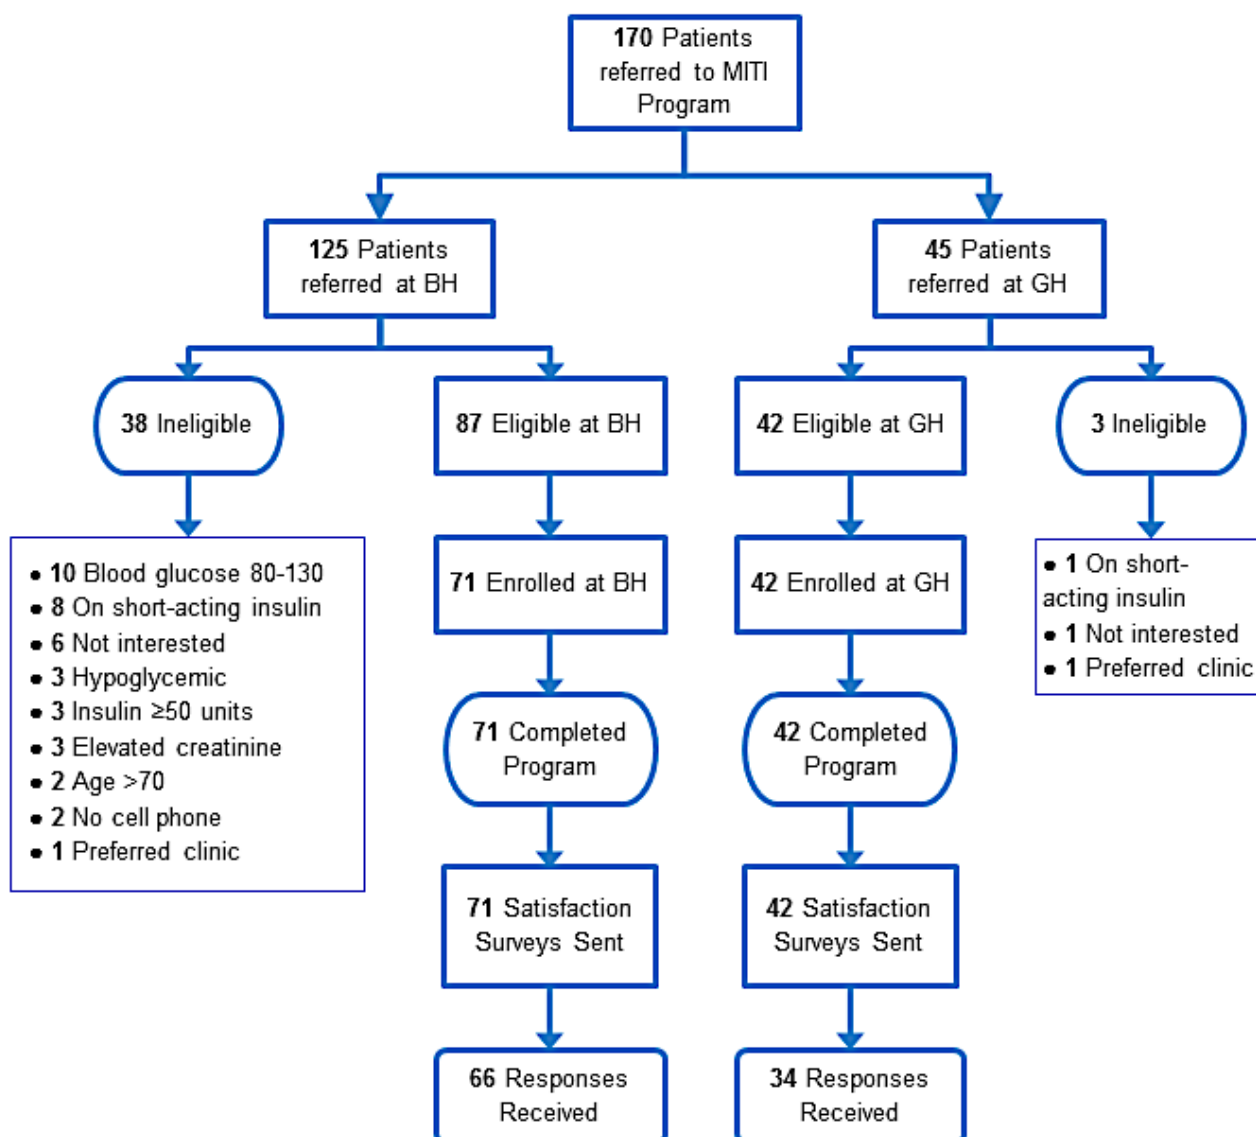 170 Patients
referred to MITI
Program
125 Patients
referred at BH
45 Patients
referred at GH
38 Ineligible
87 Eligible at BH
42 Eligible at GH
3 Ineligible
• 10 Blood glucose 80-130
• 8 On short-acting insulin
• 6 Not interested
• 3 Hypoglycemic
• 3 Insulin ≥50 units
• 3 Elevated creatinine
• 2 Age >70
• 2 No cell phone
• 1 Preferred clinic
71 Enrolled at BH
42 Enrolled at GH
• 1 On short-
acting insulin
• 1 Not interested
• 1 Preferred clinic
71 Completed
Program
42 Completed
Program
71 Satisfaction
Surveys Sent
42 Satisfaction
Surveys Sent
66 Responses
Received
34 Responses
Received